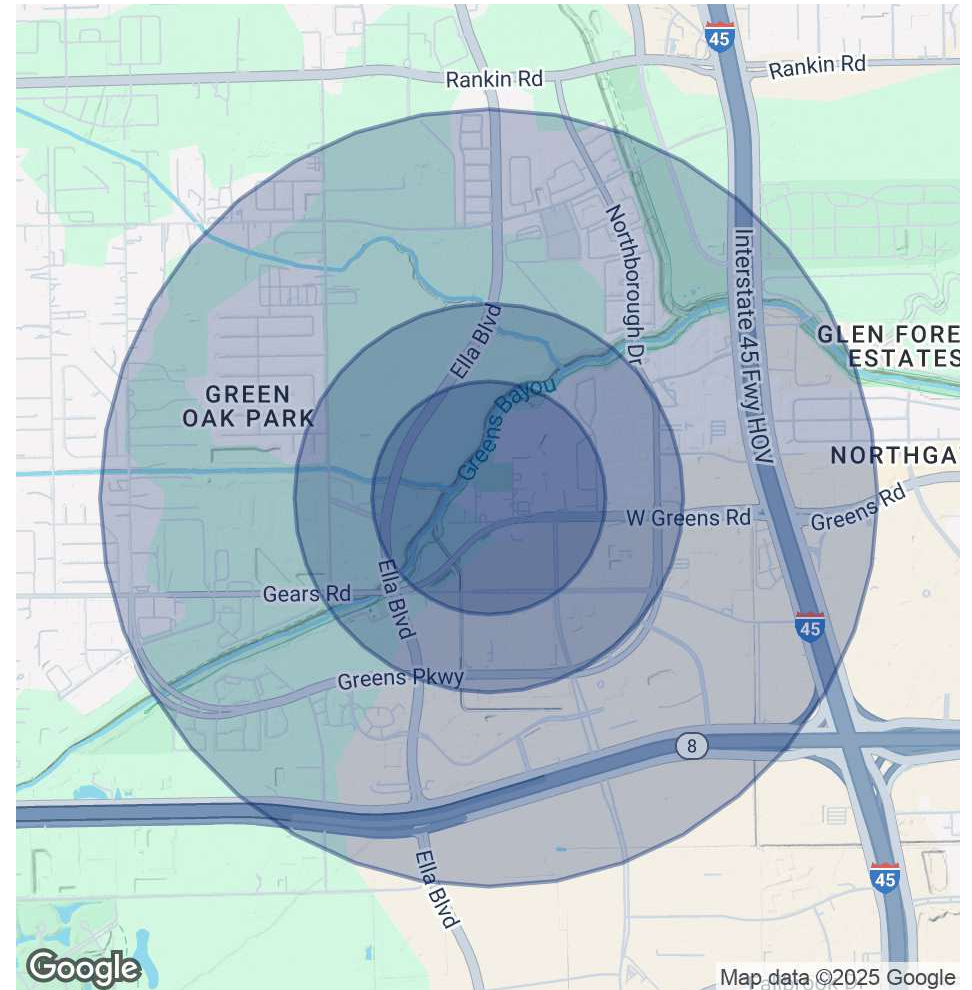 45
Rankin Rd
Rankin Rd
Northborough Dr
Interstate 45 Fwy HOV
Ella Blvd
GLEN FORE
ESTATES
GREEN
OAK PARK
Greens Bayou
NORTHGA
Greens Rd
W Greens Rd
Gears Rd
Ella Blvd
45
Greens Pkwy
8
Ella Blvd
45
Google
Map data ©2025 Google